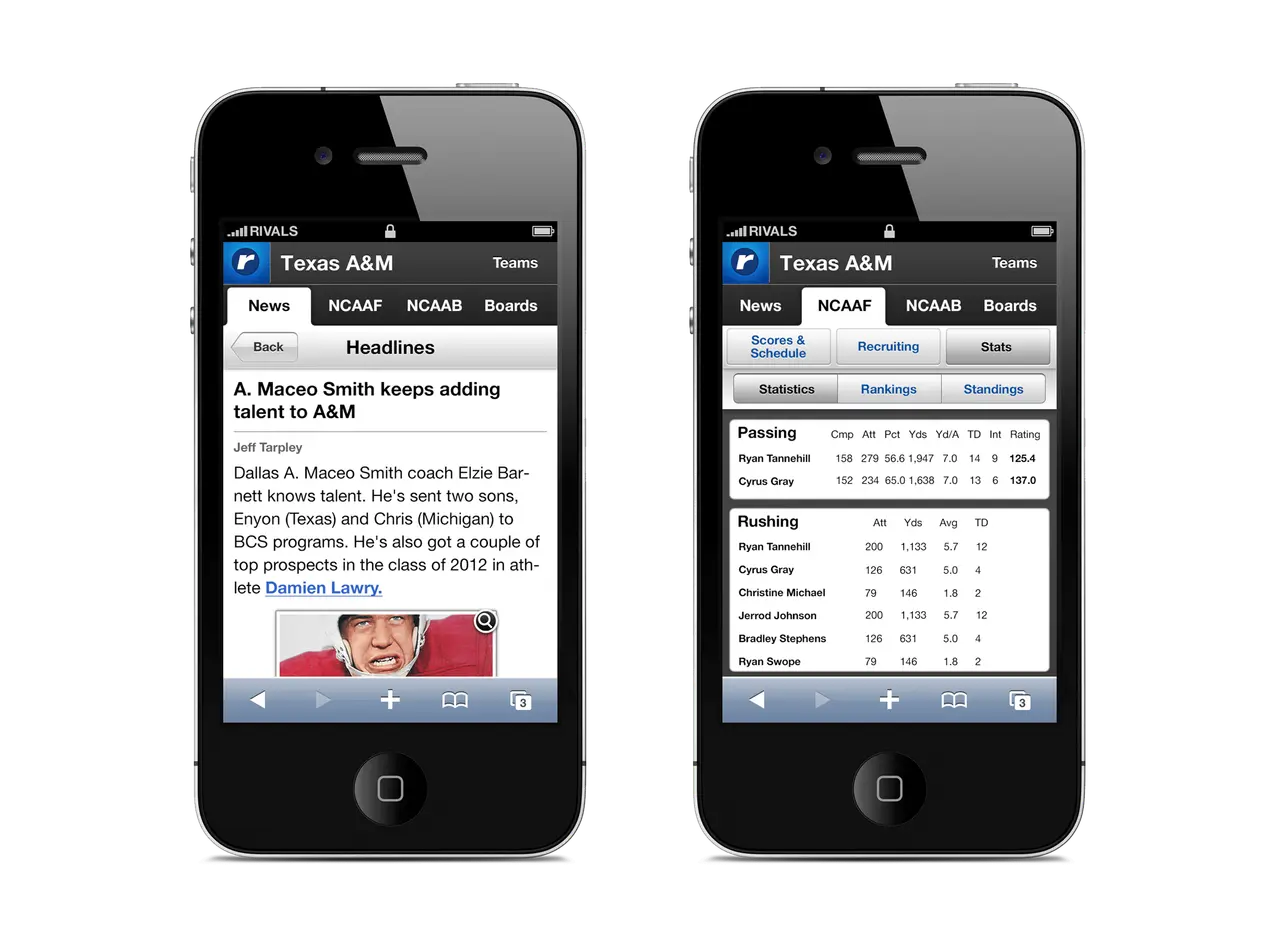 RIVALS
r Texas A&M Teams
News NCAAF NCAAB Boards
Back Headlines
A. Maceo Smith keeps adding
talent to A&M
Jeff Tarpley
Dallas A. Maceo Smith coach Elzie Bar-
nett knows talent. He's sent two sons,
Enyon (Texas) and Chris (Michigan) to
BCS programs. He's also got a couple of
top prospects in the class of 2012 in ath-
lete Damien Lawry.
3
RIVALS
r Texas A&M Teams
News NCAAF NCAAB Boards
Scores &
Schedule
Recruiting Stats
Statistics Rankings Standings
Passing Cmp Att Pct Yds Yd/A TD Int Rating
Ryan Tannehill 158 279 56.6 1,947 7.0 14 9 125.4
Cyrus Gray 152 234 65.0 1,638 7.0 13 6 137.0
Rushing Att Yds Avg TD
Ryan Tannehill 200 1,133 5.7 12
Cyrus Gray 126 631 5.0 4
Christine Michael 79 146 1.8 2
Jerrod Johnson 200 1,133 5.7 12
Bradley Stephens 126 631 5.0 4
Ryan Swope 79 146 1.8 2
3